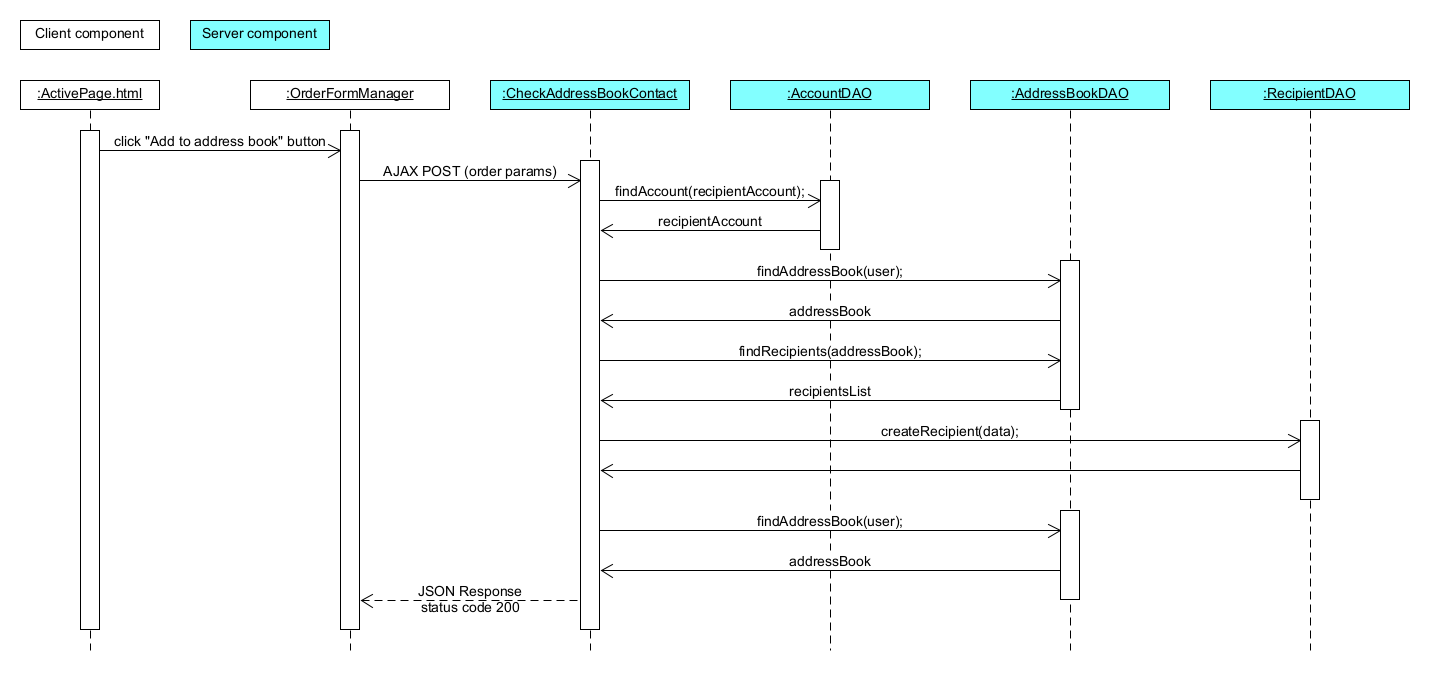 Client component
Server component
:ActivePage.html
:OrderFormManager
:CheckAddressBookContact
:AccountDAO
:AddressBookDAO
:RecipientDAO
click "Add to address book" button
AJAX POST (order params)
findAccount(recipientAccount);
recipientAccount
findAddressBook(user);
addressBook
findRecipients(addressBook);
recipientsList
createRecipient(data);
findAddressBook(user);
addressBook
JSON Response
status code 200